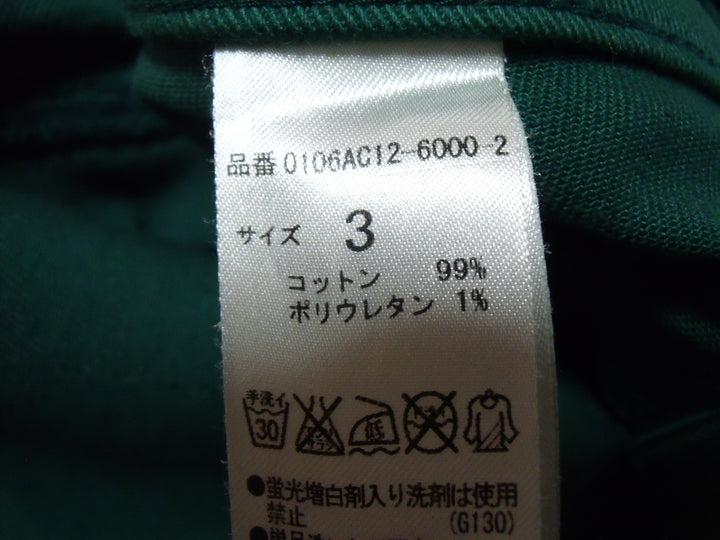 品番 0106AC12-6000-2
サイズ 3
コットン 99%
ポリウレタン 1%
手洗イ
30
低
●蛍光増白剤入り洗剤は使用
禁止 (G130)